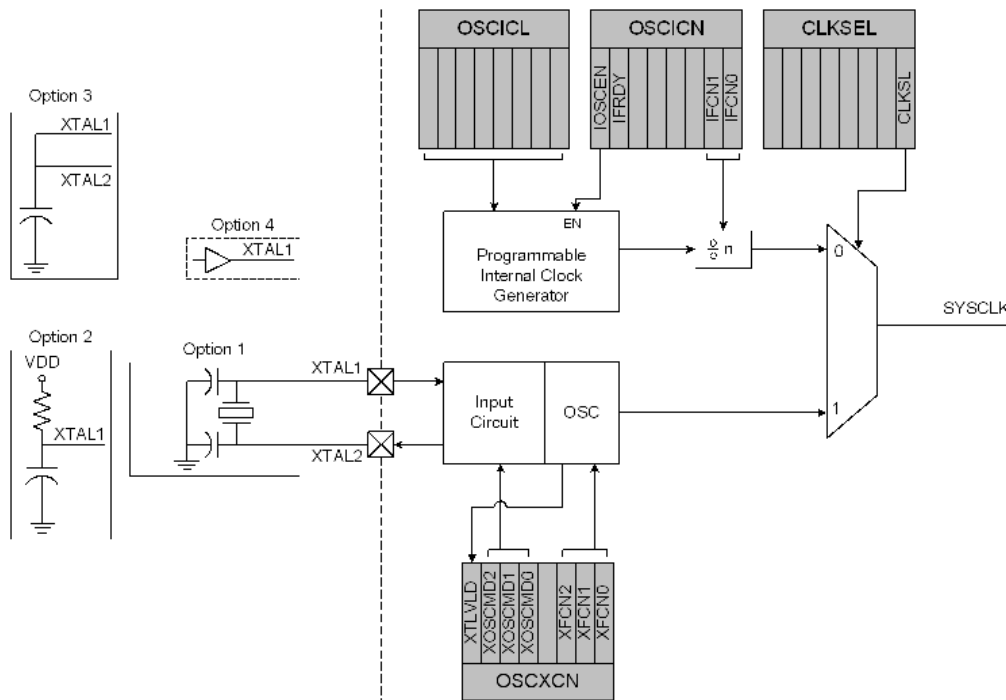 OSCICL
OSCICN
CLKSEL
IOSCEN
IFRDY
IFCN1
IFCN0
CLKSL
Option 3
XTAL1
XTAL2
Option 4
XTAL1
EN
Programmable
Internal Clock
Generator
n
0
SYSCLK
Option 2
VDD
XTAL1
Option 1
XTAL1
XTAL2
Input
Circuit
OSC
1
XTLVLD
XOSCMD2
XOSCMD1
XOSCMD0
XFCN2
XFCN1
XFCN0
OSCXCN